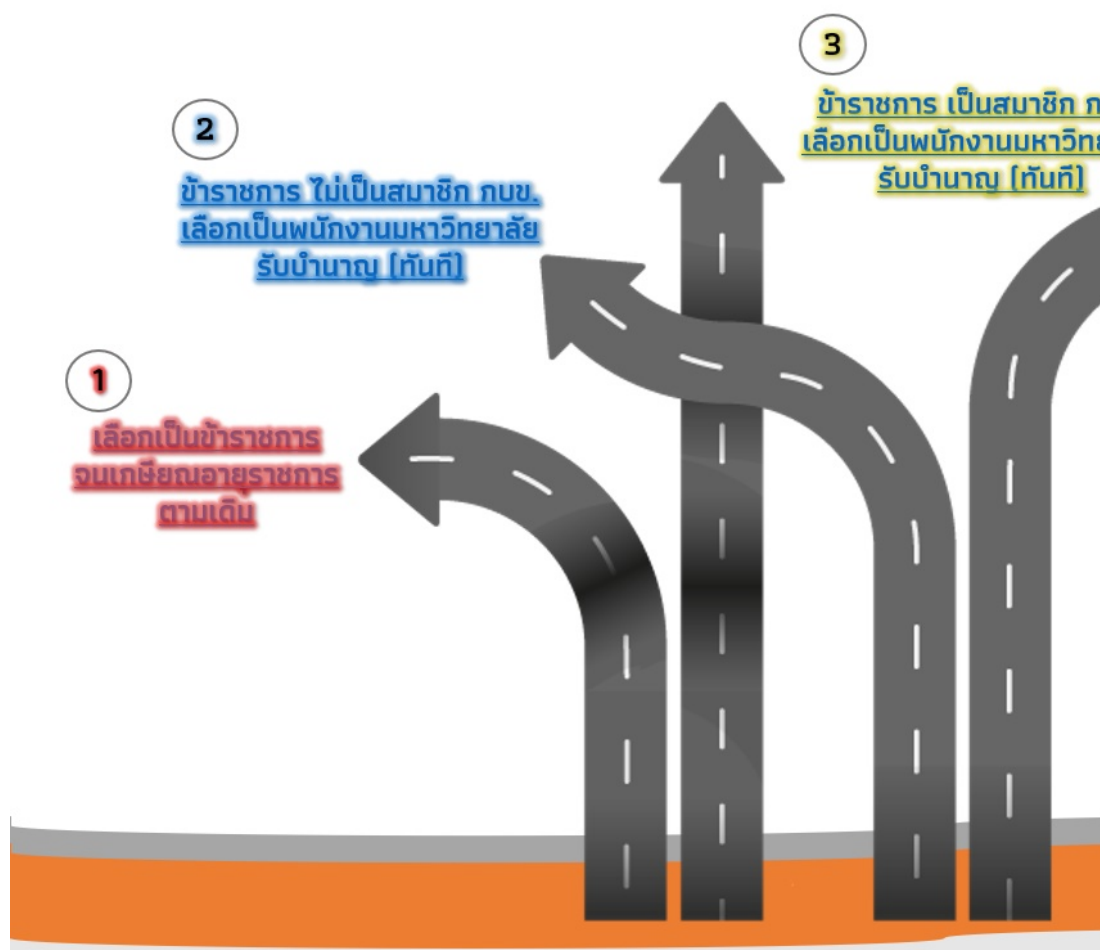 3
ข้าราชการ เป็นสมาชิก
เลือกเป็นพนักงาน
รับบำนาญ (ทันที)
2
ข้าราชการ ไม่เป็นสมาชิก กบข.
เลือกเป็นพนักงานมหาวิทยาลัย
รับบำนาญ (ทันที)
1
เลือกเป็นข้าราชการ
จนเกษียณอายุราชการ
ตามเดิม